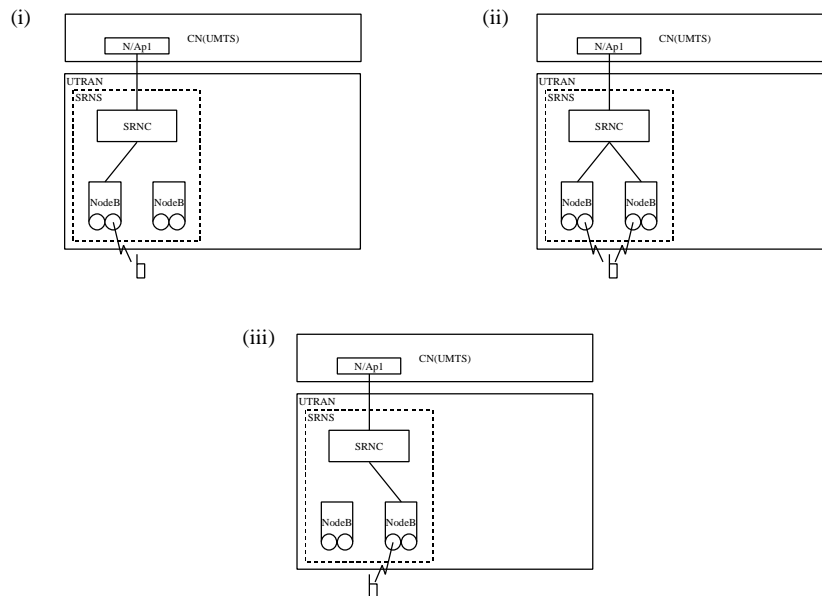 (i)
CN(UMTS)
N/Ap1
UTRAN
SRNS
SRNC
NodeB
NodeB
(ii)
CN(UMTS)
N/Ap1
UTRAN
SRNS
SRNC
NodeB
NodeB
(iii)
CN(UMTS)
N/Ap1
UTRAN
SRNS
SRNC
NodeB
NodeB